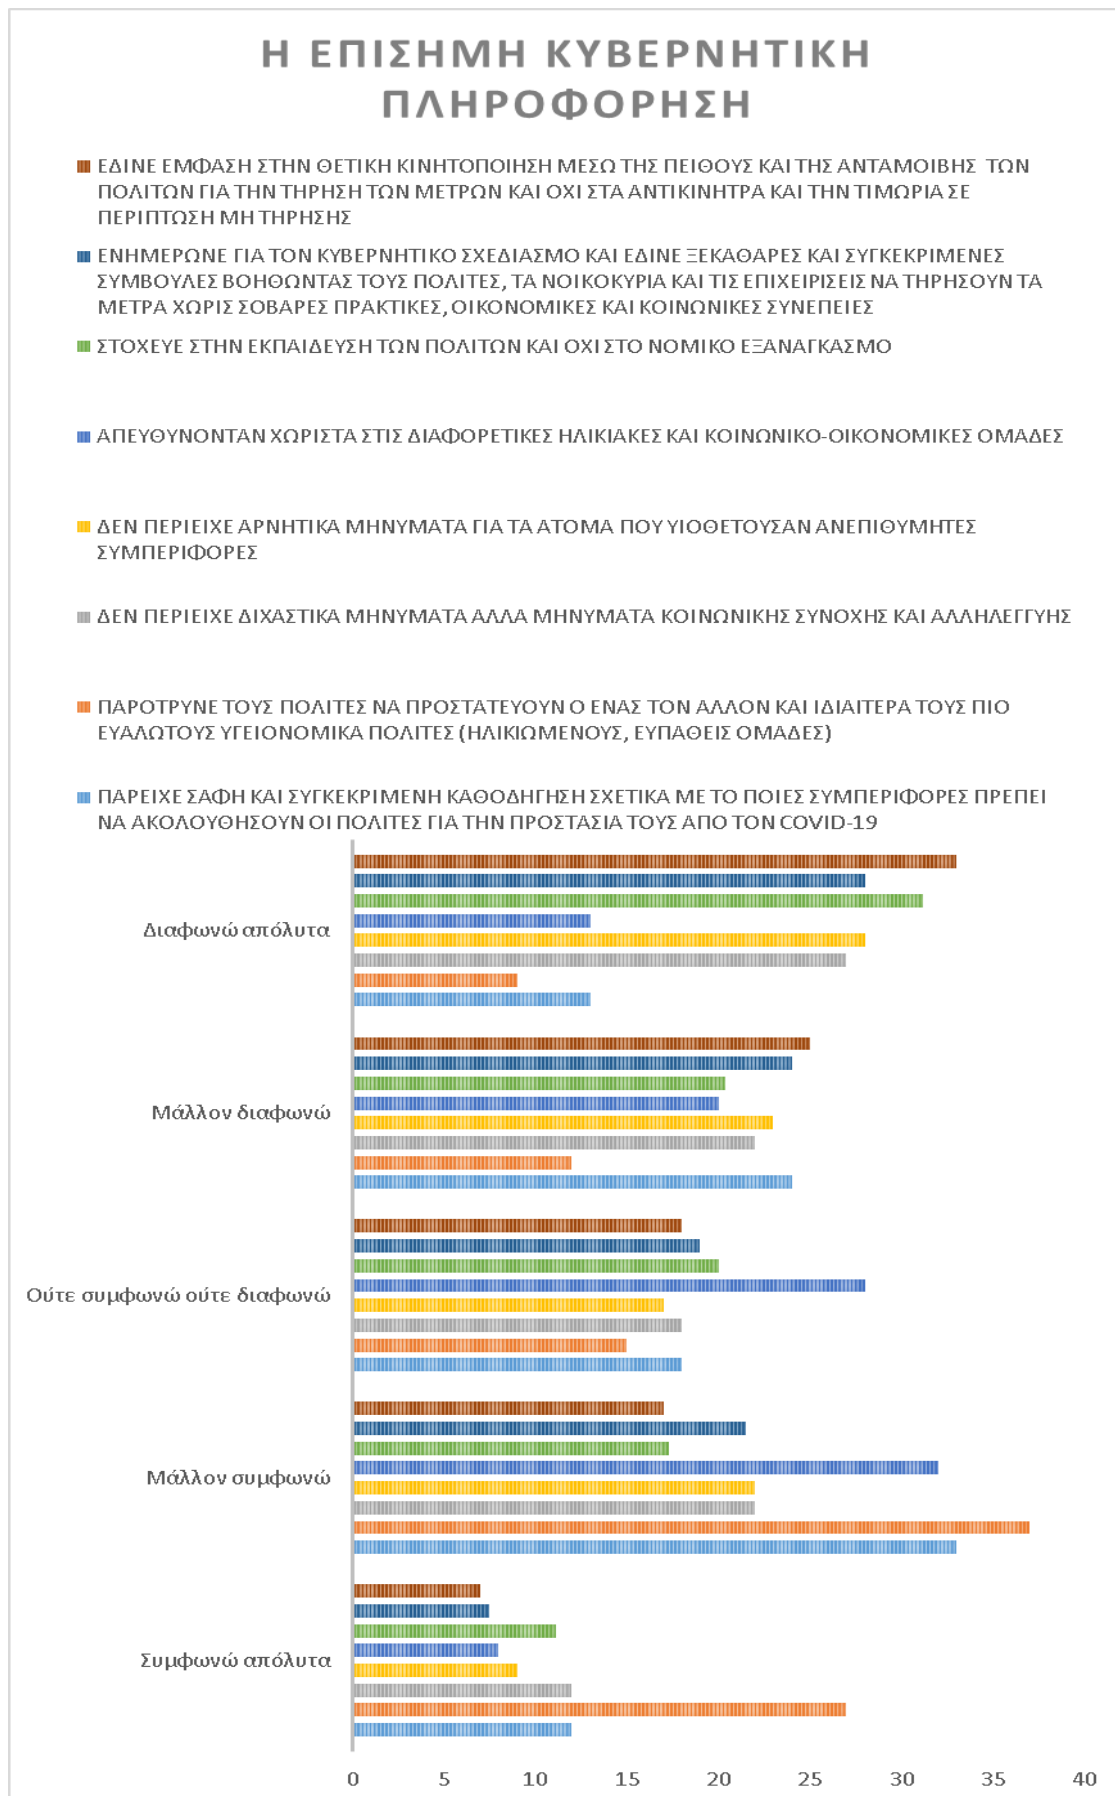 Η ΕΠΙΣΗΜΗ ΚΥΒΕΡΝΗΤΙΚΗ
ΠΛΗΡΟΦΟΡΗΣΗ
ΕΔΙΝΕ ΕΜΦΑΣΗ ΣΤΗΝ ΘΕΤΙΚΗ ΚΙΝΗΤΟΠΟΙΗΣΗ ΜΕΣΩ ΤΗΣ ΠΕΙΘΟΥΣ ΚΑΙ ΤΗΣ ΑΝΤΑΜΟΙΒΗΣ ΤΩΝ
ΠΟΛΙΤΩΝ ΓΙΑ ΤΗΝ ΤΗΡΗΣΗ ΤΩΝ ΜΕΤΡΩΝ ΚΑΙ ΟΧΙ ΣΤΑ ΑΝΤΙΚΙΝΗΤΡΑ ΚΑΙ ΤΗΝ ΤΙΜΩΡΙΑ ΣΕ
ΠΕΡΙΠΤΩΣΗ ΜΗ ΤΗΡΗΣΗΣ
ΕΝΗΜΕΡΩΝΕ ΓΙΑ ΤΟΝ ΚΥΒΕΡΝΗΤΙΚΟ ΣΧΕΔΙΑΣΜΟ ΚΑΙ ΕΔΙΝΕ ΞΕΚΑΘΑΡΕΣ ΚΑΙ ΣΥΓΚΕΚΡΙΜΕΝΕΣ
ΣΥΜΒΟΥΛΕΣ ΒΟΗΘΩΝΤΑΣ ΤΟΥΣ ΠΟΛΙΤΕΣ, ΤΑ ΝΟΙΚΟΚΥΡΙΑ ΚΑΙ ΤΙΣ ΕΠΙΧΕΙΡΙΣΕΙΣ ΝΑ ΤΗΡΗΣΟΥΝ ΤΑ
ΜΕΤΡΑ ΧΩΡΙΣ ΣΟΒΑΡΕΣ ΠΡΑΚΤΙΚΕΣ, ΟΙΚΟΝΟΜΙΚΕΣ ΚΑΙ ΚΟΙΝΩΝΙΚΕΣ ΣΥΝΕΠΕΙΕΣ
ΣΤΟΧΕΥΕ ΣΤΗΝ ΕΚΠΑΙΔΕΥΣΗ ΤΩΝ ΠΟΛΙΤΩΝ ΚΑΙ ΟΧΙ ΣΤΟ ΝΟΜΙΚΟ ΕΞΑΝΑΓΚΑΣΜΟ
ΑΠΕΥΘΥΝΟΝΤΑΝ ΧΩΡΙΣΤΑ ΣΤΙΣ ΔΙΑΦΟΡΕΤΙΚΕΣ ΗΛΙΚΙΑΚΕΣ ΚΑΙ ΚΟΙΝΩΝΙΚΟ-ΟΙΚΟΝΟΜΙΚΕΣ ΟΜΑΔΕΣ
ΔΕΝ ΠΕΡΙΕΙΧΕ ΑΡΝΗΤΙΚΑ ΜΗΝΥΜΑΤΑ ΓΙΑ ΤΑ ΑΤΟΜΑ ΠΟΥ ΥΙΟΘΕΤΟΥΣΑΝ ΑΝΕΠΙΘΥΜΗΤΕΣ
ΣΥΜΠΕΡΙΦΟΡΕΣ
ΔΕΝ ΠΕΡΙΕΙΧΕ ΔΙΧΑΣΤΙΚΑ ΜΗΝΥΜΑΤΑ ΑΛΛΑ ΜΗΝΥΜΑΤΑ ΚΟΙΝΩΝΙΚΗΣ ΣΥΝΟΧΗΣ ΚΑΙ ΑΛΛΗΛΕΓΓΥΗΣ
ΠΑΡΟΤΡΥΝΕ ΤΟΥΣ ΠΟΛΙΤΕΣ ΝΑ ΠΡΟΣΤΑΤΕΥΟΥΝ Ο ΕΝΑΣ ΤΟΝ ΑΛΛΟΝ ΚΑΙ ΙΔΙΑΙΤΕΡΑ ΤΟΥΣ ΠΙΟ
ΕΥΑΛΩΤΟΥΣ ΥΓΕΙΟΝΟΜΙΚΑ ΠΟΛΙΤΕΣ (ΗΛΙΚΙΩΜΕΝΟΥΣ, ΕΥΠΑΘΕΙΣ ΟΜΑΔΕΣ)
ΠΑΡΕΙΧΕ ΣΑΦΗ ΚΑΙ ΣΥΓΚΕΚΡΙΜΕΝΗ ΚΑΘΟΔΗΓΗΣΗ ΣΧΕΤΙΚΑ ΜΕ ΤΟ ΠΟΙΕΣ ΣΥΜΠΕΡΙΦΟΡΕΣ ΠΡΕΠΕΙ
ΝΑ ΑΚΟΛΟΥΘΗΣΟΥΝ ΟΙ ΠΟΛΙΤΕΣ ΓΙΑ ΤΗΝ ΠΡΟΣΤΑΣΙΑ ΤΟΥΣ ΑΠΟ ΤΟΝ COVID-19
Διαφωνώ απόλυτα
Μάλλον διαφωνώ
Ούτε συμφωνώ ούτε διαφωνώ
Μάλλον συμφωνώ
Συμφωνώ απόλυτα
0 5 10 15 20 25 30 35 40